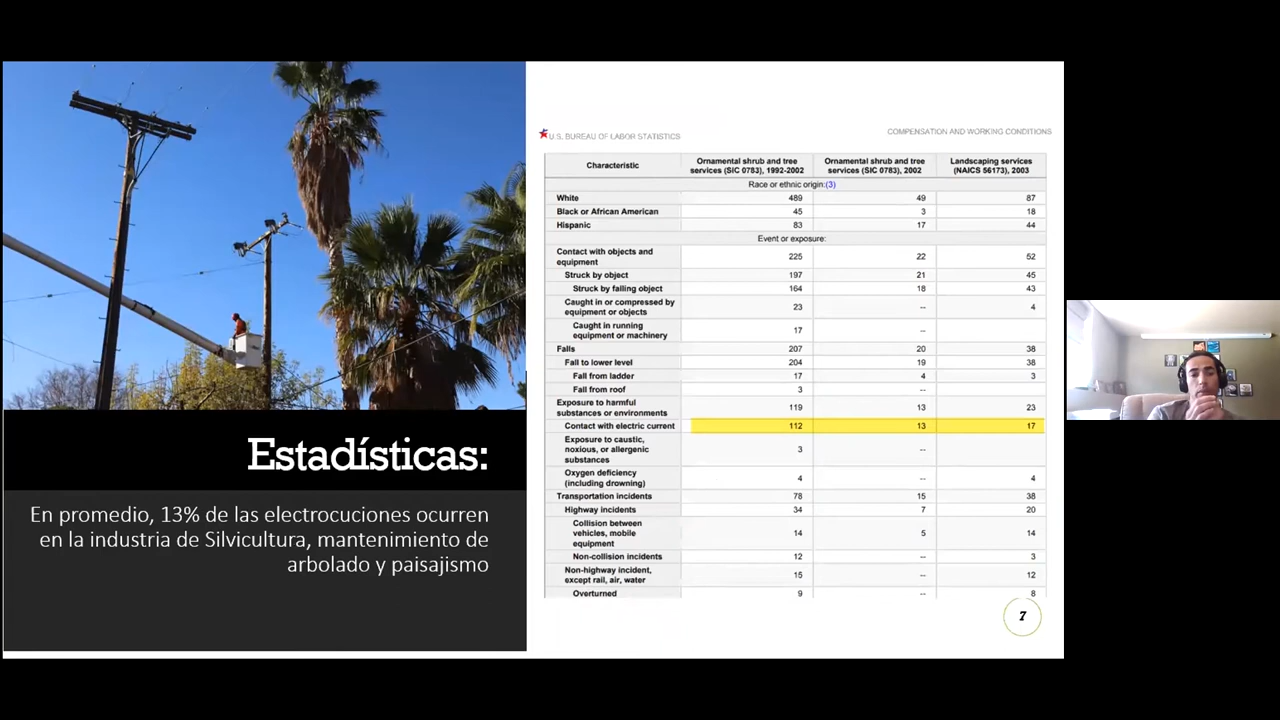 Estadísticas:
En promedio, 13% de las electrocuciones ocurren
en la industria de Silvicultura, mantenimiento de
arbolado y paisajismo
U.S. BUREAU OF LABOR STATISTICS
COMPENSATION AND WORKING CONDITIONS
Characteristic
Ornamental shrub and tree
services (SIC 0783), 1992-2002
Ornamental shrub and tree
services (SIC 0783), 2002
Landscaping services
(NAICS 56173), 2003
Race or ethnic origin:(3)
White 489 49 87
Black or African American 45 3 18
Hispanic 83 17 44
Event or exposure:
Contact with objects and
equipment 225 22 52
Struck by object 197 21 45
Struck by falling object 164 18 43
Caught in or compressed by
equipment or objects 23 -- 4
Caught in running
equipment or machinery 17 --
Falls 207 20 38
Fall to lower level 204 19 38
Fall from ladder 17 4 3
Fall from roof 3 --
Exposure to harmful
substances or environments 119 13 23
Contact with electric current 112 13 17
Exposure to caustic,
noxious, or allergenic
substances 3 --
Oxygen deficiency
(including drowning) 4 -- 4
Transportation incidents 78 15 38
Highway incidents 34 7 20
Collision between
vehicles, mobile
equipment 14 5 14
Non-collision incidents 12 -- 3
Non-highway incident,
except rail, air, water 15 -- 12
Overturned 9 -- 8
7